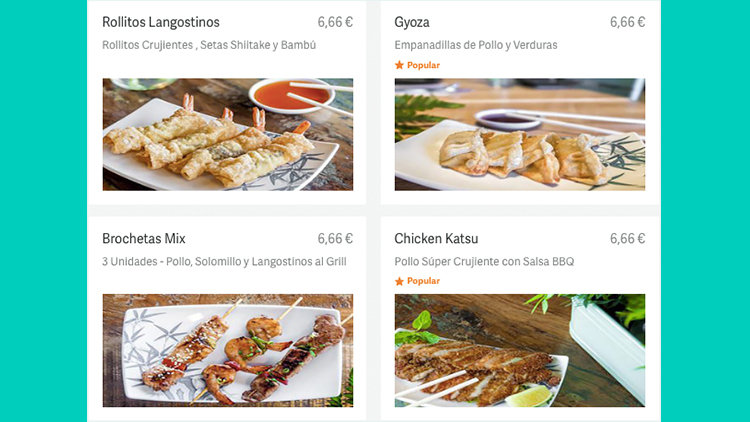 Rollitos Langostinos 6,66 €
Rollitos Crujientes , Setas Shiitake y Bambú
Gyoza 6,66 €
Empanadillas de Pollo y Verduras
Popular
Brochetas Mix 6,66 €
3 Unidades - Pollo, Solomillo y Langostinos al Grill
Chicken Katsu 6,66 €
Pollo Súper Crujiente con Salsa BBQ
Popular